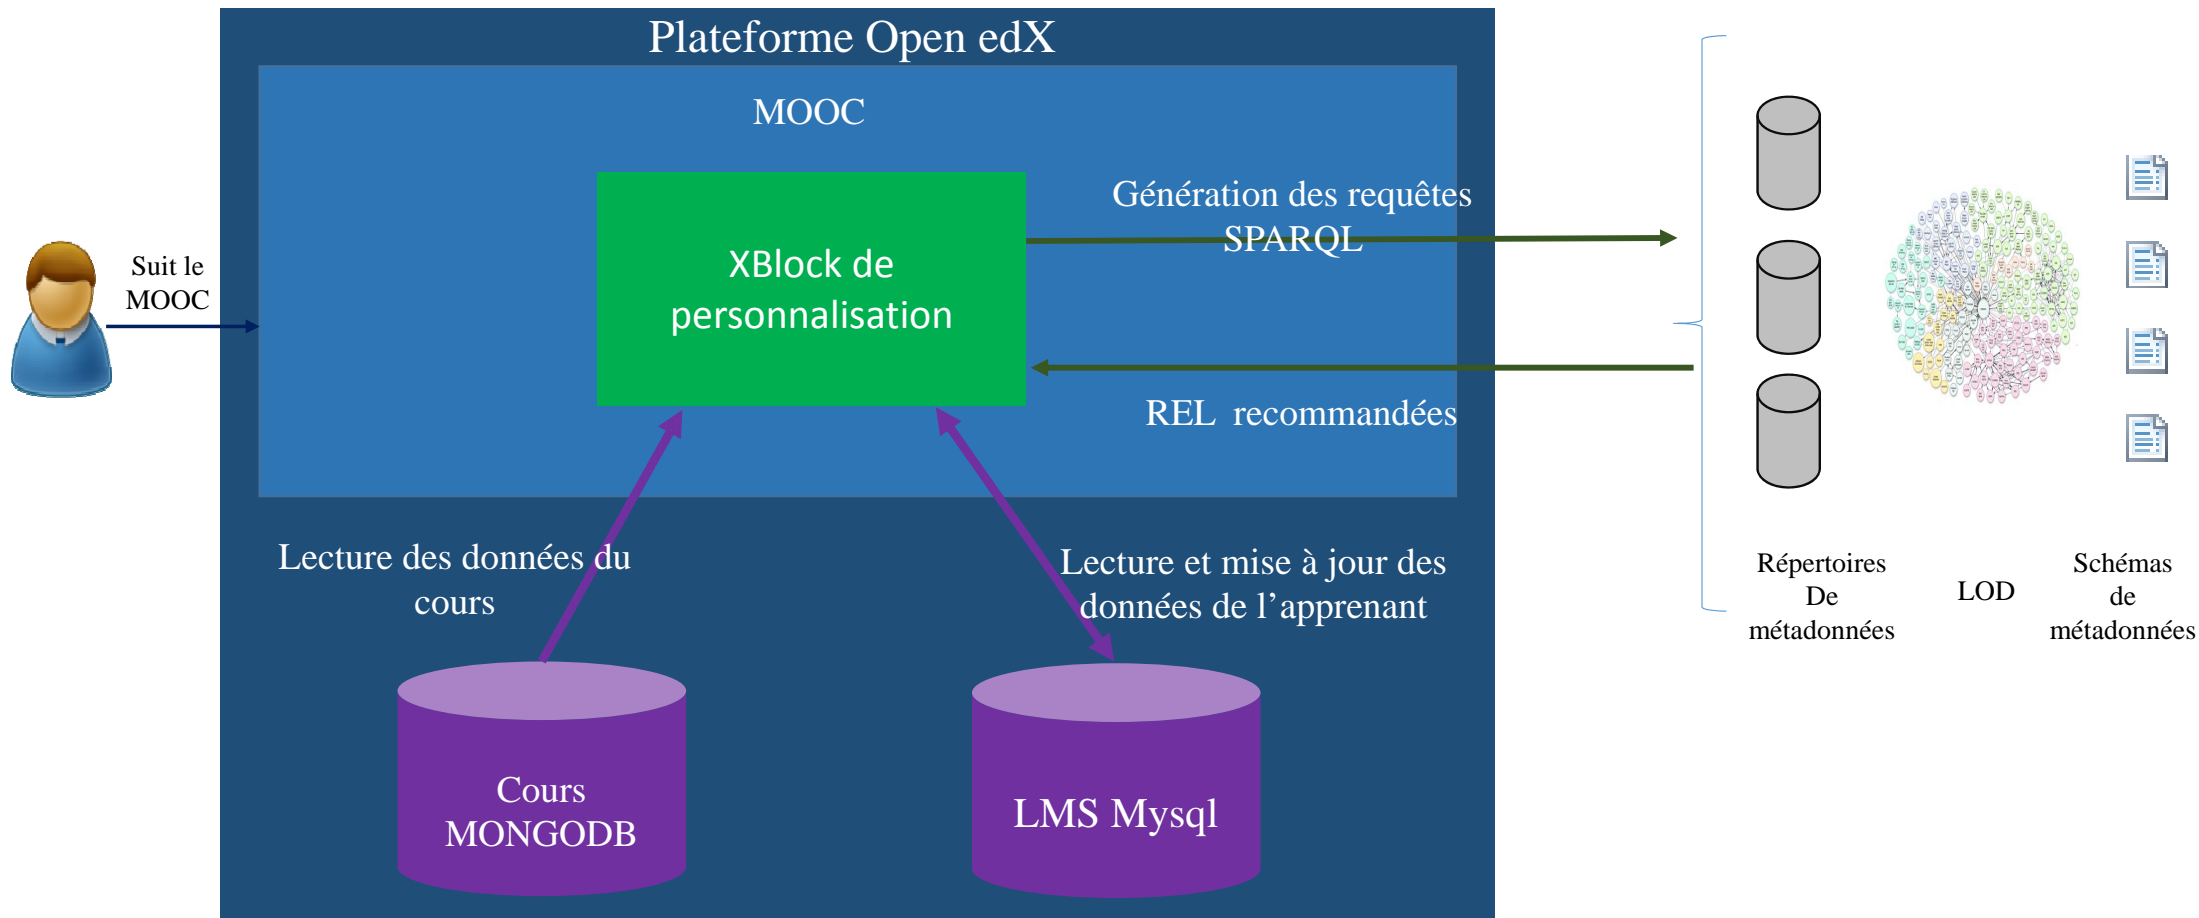 Plateforme Open edX
MOOC
Suit le
MOOC
XBlock de
personnalisation
Génération des requêtes
SPARQL
REL recommandées
Lecture des données du
cours
Lecture et mise à jour des
données de l’apprenant
Cours
MONGODB
LMS Mysql
Répertoires
De
métadonnées
LOD
Schémas
de
métadonnées